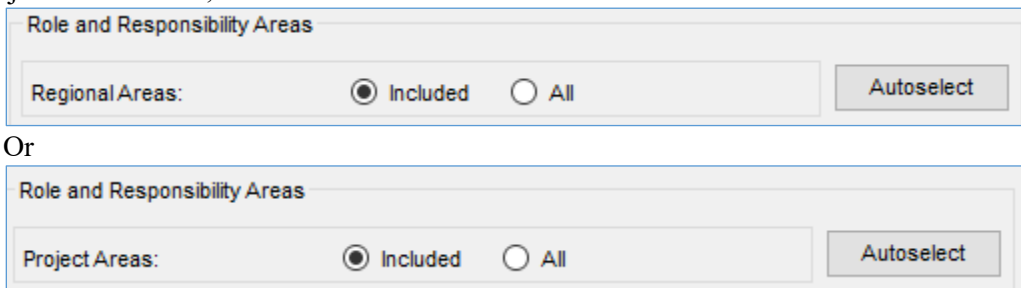 Role and Responsibility Areas
Regional Areas: Included All Autoselect
Or
Role and Responsibility Areas
Project Areas: Included All Autoselect